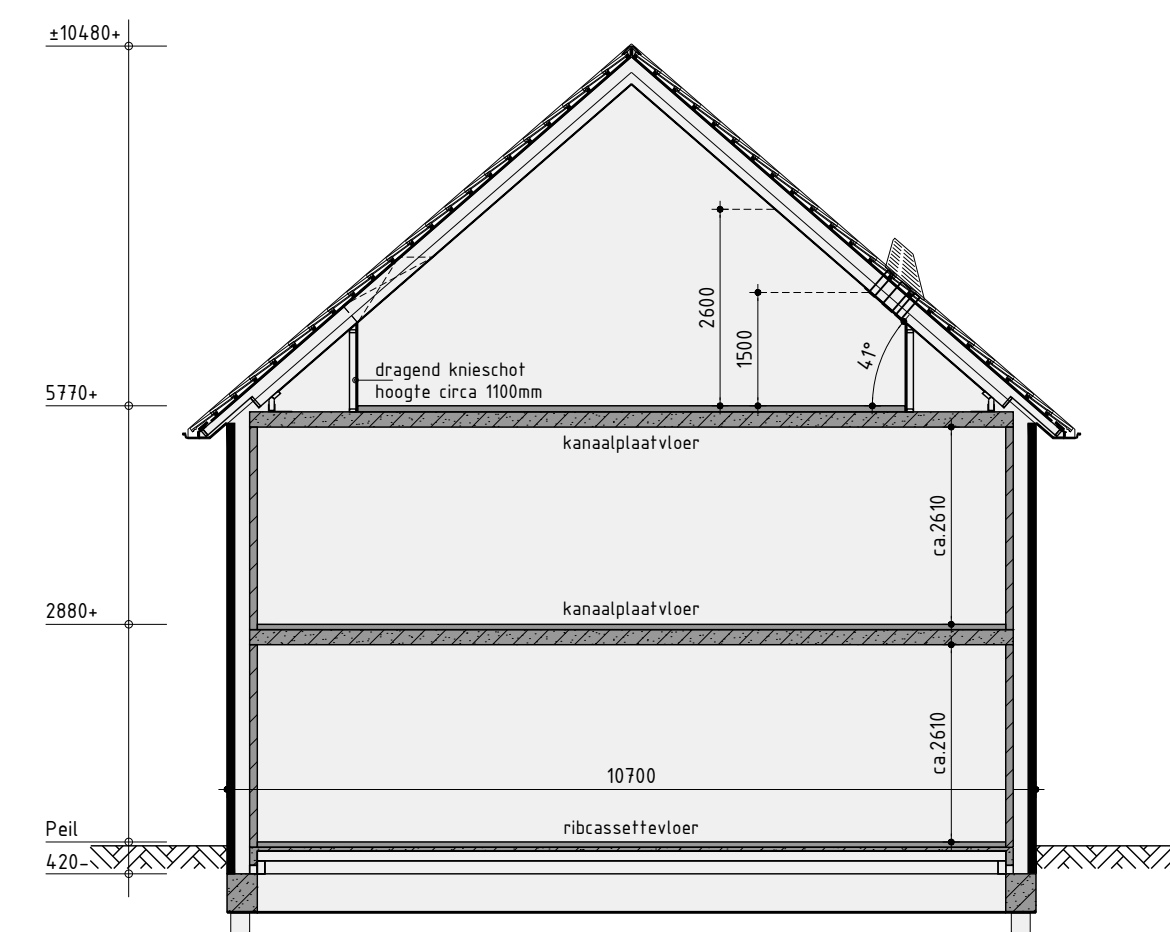 ±10480+
2600
1500
41°
dragend knieschot
hoogte circa 1100mm
5770+
kanaalplaatvloer
ca.2610
2880+
kanaalplaatvloer
ca.2610
10700
Peil
ribcassettevloer
420-